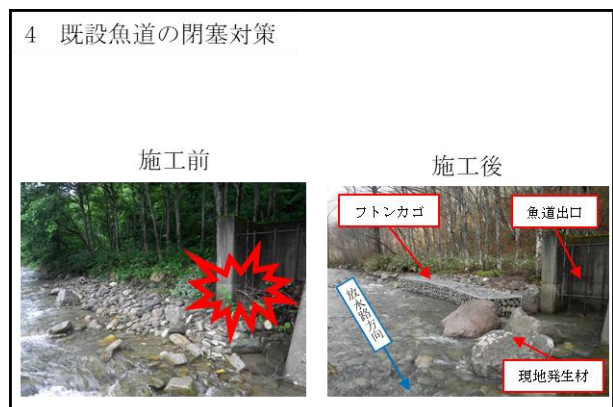 4 既設魚道の閉塞対策
施工前
施工後
フトンカゴ
魚道出口
放水路方向
現地発生材